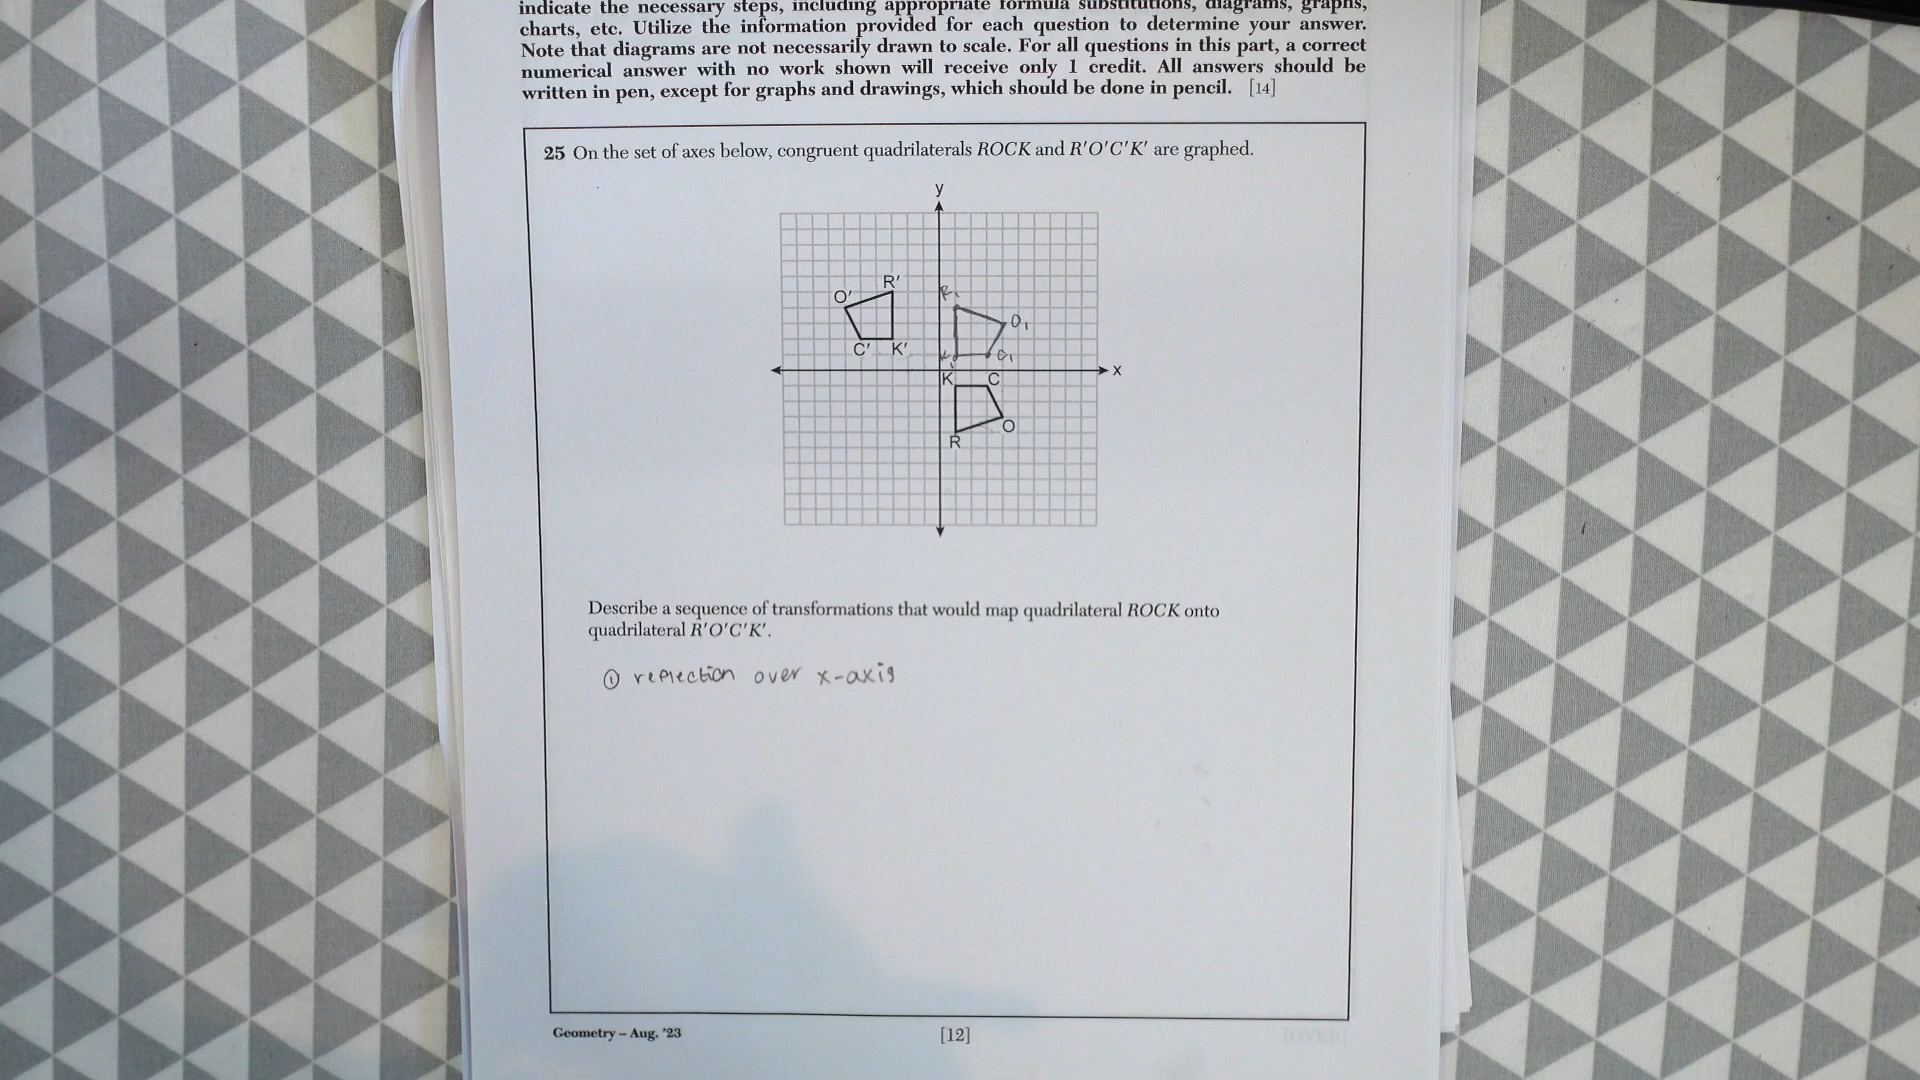 indicate the necessary steps, including appropriate formula substitutions, diagrams, graphs,
charts, etc. Utilize the information provided for each question to determine your answer.
Note that diagrams are not necessarily drawn to scale. For all questions in this part, a correct
numerical answer with no work shown will receive only 1 credit. All answers should be
written in pen, except for graphs and drawings, which should be done in pencil. [14]
25 On the set of axes below, congruent quadrilaterals ROCK and R'O'C'K' are graphed.
y
R'
O'
R₁
O₁
C' K'
C₁
x
K C
O
R
Describe a sequence of transformations that would map quadrilateral ROCK onto
quadrilateral R'O'C'K'.
① reflection over x-axis
Geometry – Aug. '23 [12] [OVER]